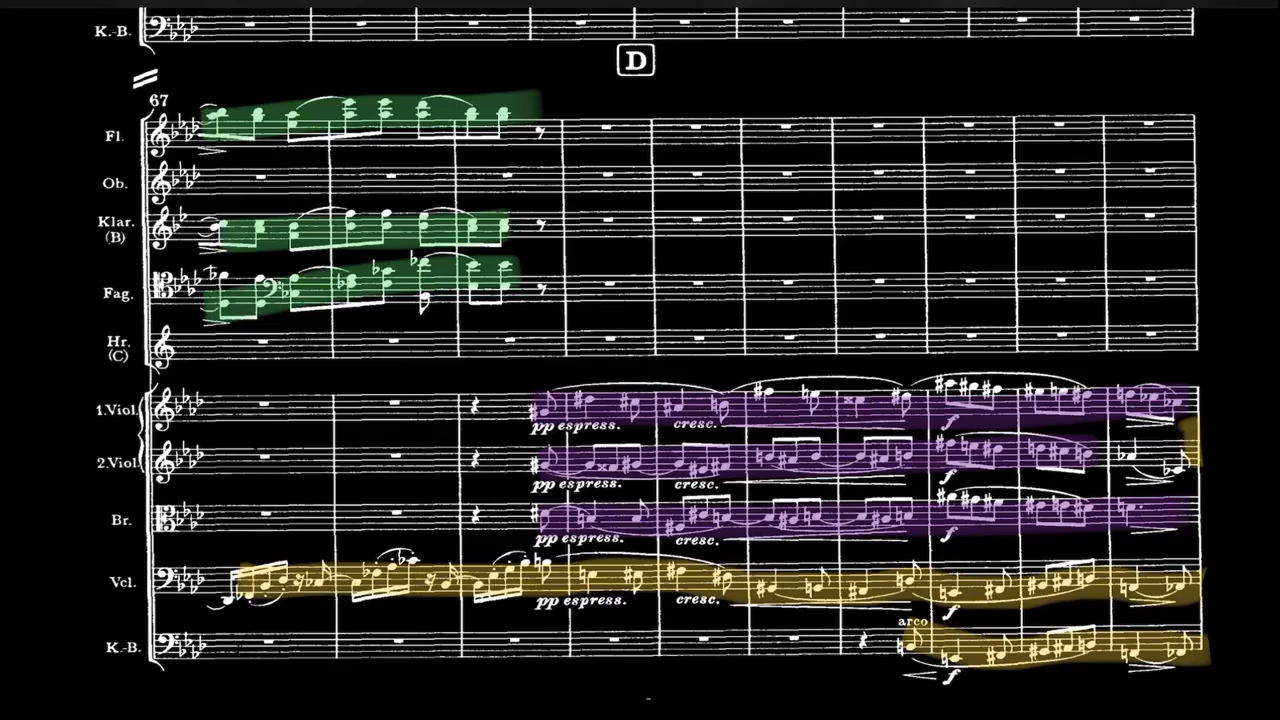 K.-B.
D
67
Fl.
Ob.
Klar.
(B)
Fag.
Hr.
(C)
1.Viol.
pp espress. cresc. f
2.Viol.
pp espress. cresc. f
Br.
pp espress. cresc. f
Vcl.
pp espress. cresc. f
arco
K.-B.
f